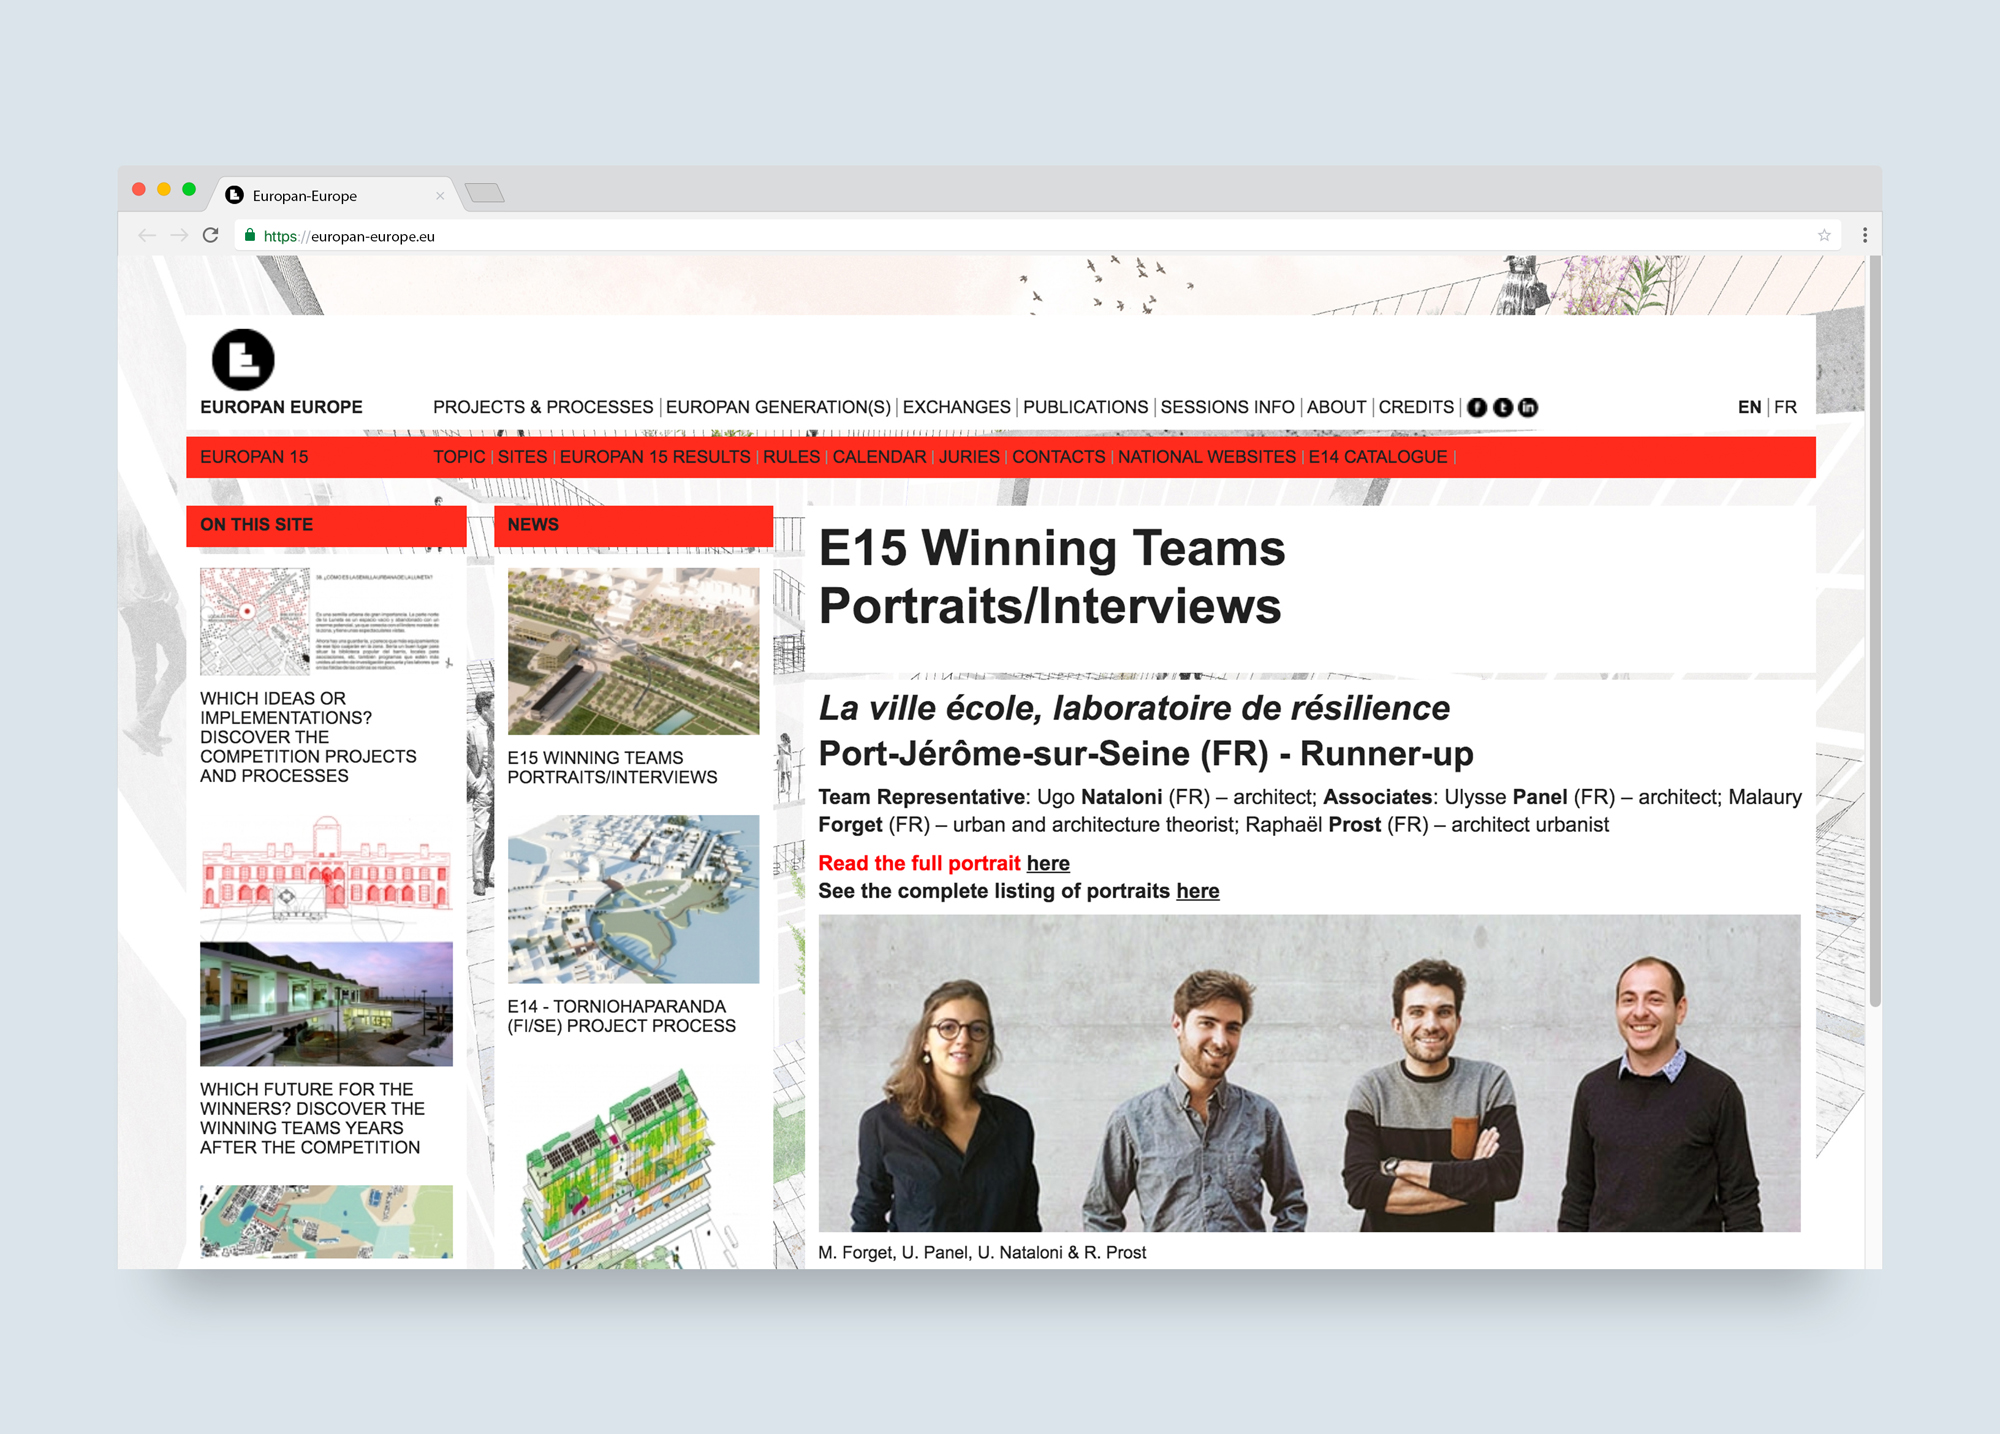 Europan-Europe
https://europan-europe.eu
EUROPAN EUROPE
PROJECTS & PROCESSES | EUROPAN GENERATION(S) | EXCHANGES | PUBLICATIONS | SESSIONS INFO | ABOUT | CREDITS |
EN | FR
EUROPAN 15
TOPIC | SITES | EUROPAN 15 RESULTS | RULES | CALENDAR | JURIES | CONTACTS | NATIONAL WEBSITES | E14 CATALOGUE |
ON THIS SITE
WHICH IDEAS OR
IMPLEMENTATIONS?
DISCOVER THE
COMPETITION PROJECTS
AND PROCESSES
WHICH FUTURE FOR THE
WINNERS? DISCOVER THE
WINNING TEAMS YEARS
AFTER THE COMPETITION
NEWS
E15 WINNING TEAMS
PORTRAITS/INTERVIEWS
E14 - TORNIOHAPARANDA
(FI/SE) PROJECT PROCESS
E15 Winning Teams
Portraits/Interviews
La ville école, laboratoire de résilience
Port-Jérôme-sur-Seine (FR) - Runner-up
Team Representative: Ugo Nataloni (FR) – architect; Associates: Ulysse Panel (FR) – architect; Malaury
Forget (FR) – urban and architecture theorist; Raphaël Prost (FR) – architect urbanist
Read the full portrait here
See the complete listing of portraits here
M. Forget, U. Panel, U. Nataloni & R. Prost